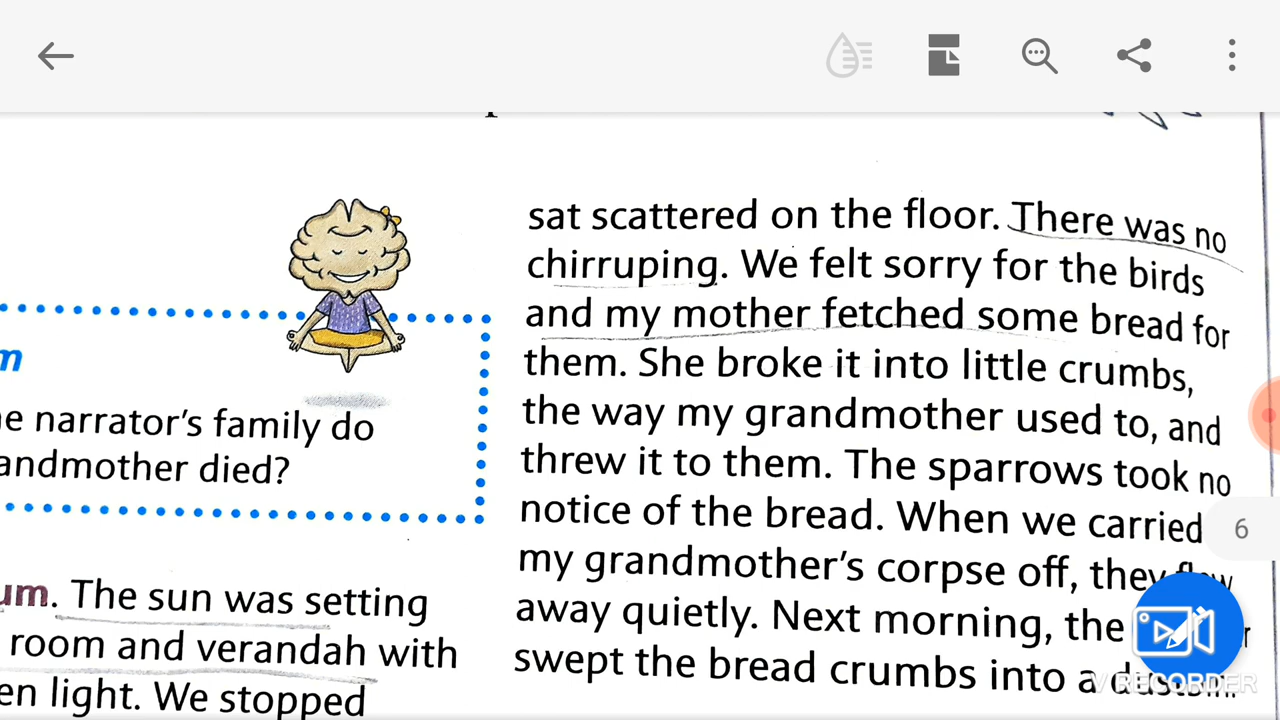 m
e narrator's family do
andmother died?
um. The sun was setting
room and verandah with
en light. We stopped
sat scattered on the floor. There was no
chirruping. We felt sorry for the birds
and my mother fetched some bread for
them. She broke it into little crumbs,
the way my grandmother used to, and
threw it to them. The sparrows took no
notice of the bread. When we carried
my grandmother's corpse off, they flew
away quietly. Next morning, the
swept the bread crumbs into a dustbin.
6
V RECORDER